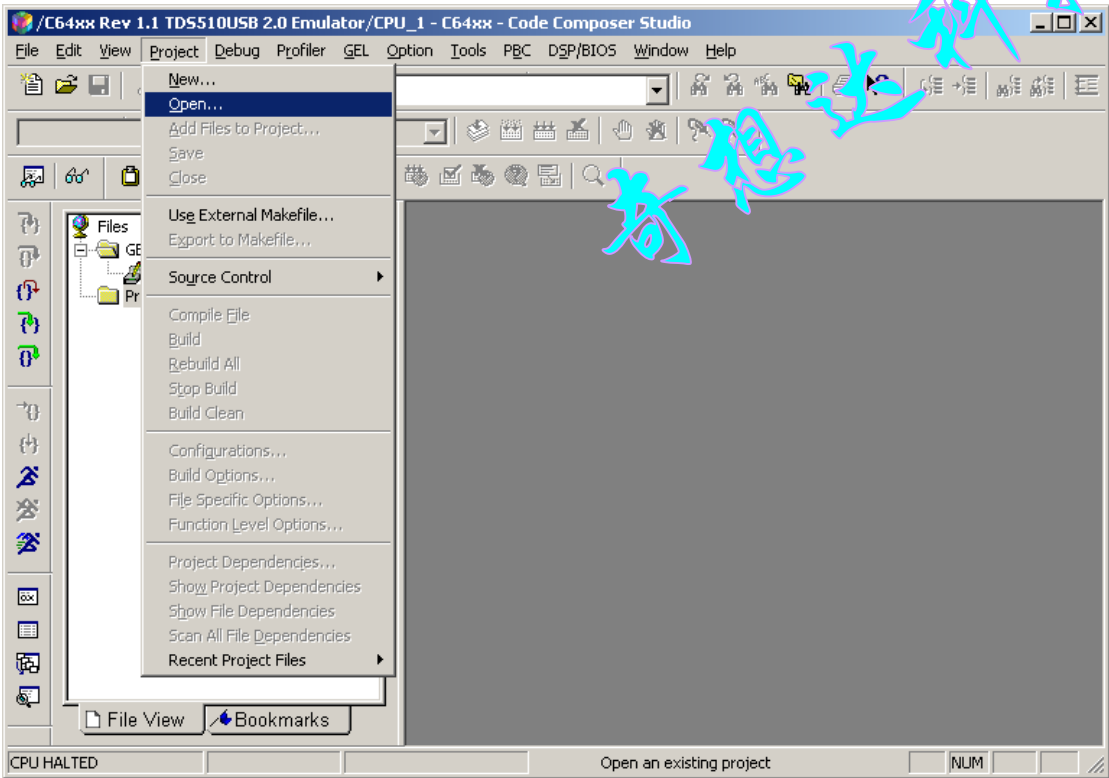 /C64xx Rev 1.1 TDS510USB 2.0 Emulator/CPU_1 - C64xx - Code Composer Studio
File Edit View Project Debug Profiler GEL Option Tools PBC DSP/BIOS Window Help
New...
Open...
Add Files to Project...
Save
Close
Use External Makefile...
Export to Makefile...
Source Control
Compile File
Build
Rebuild All
Stop Build
Build Clean
Configurations...
Build Options...
File Specific Options...
Function Level Options...
Project Dependencies...
Show Project Dependencies
Show File Dependencies
Scan All File Dependencies
Recent Project Files
Files
GE
Pr
File View Bookmarks
CPU HALTED Open an existing project NUM